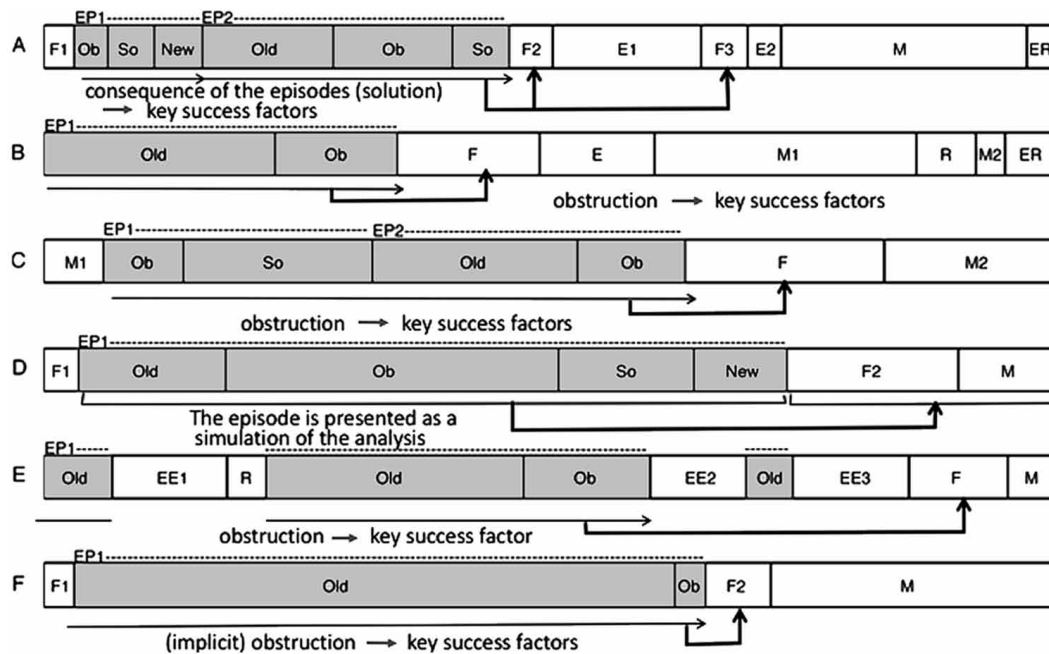 EP1 EP2
A F1 Ob So New Old Ob So F2 E1 F3 E2 M ER
consequence of the episodes (solution)
→ key success factors
EP1
B Old Ob F E M1 R M2 ER
obstruction → key success factors
EP1 EP2
C M1 Ob So Old Ob F M2
obstruction → key success factors
EP1
D F1 Old Ob So New F2 M
The episode is presented as a
simulation of the analysis
EP1
E Old EE1 R Old Ob EE2 Old EE3 F M
obstruction → key success factor
EP1
F F1 Old Ob F2 M
(implicit) obstruction → key success factors